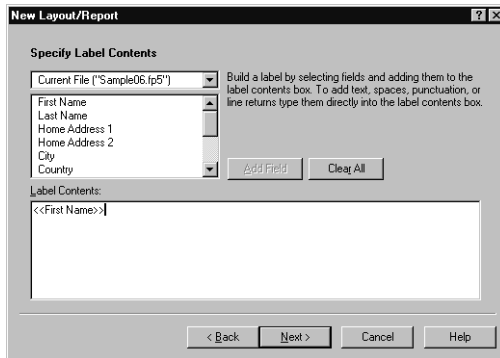 New Layout/Report
Specify Label Contents
Current File ("Sample06.fp5")
First Name
Last Name
Home Address 1
Home Address 2
City
Country
Build a label by selecting fields and adding them to the
label contents box. To add text, spaces, punctuation, or
line returns type them directly into the label contents box.
Add Field
Clear All
Label Contents:
<<First Name>>
< Back
Next >
Cancel
Help